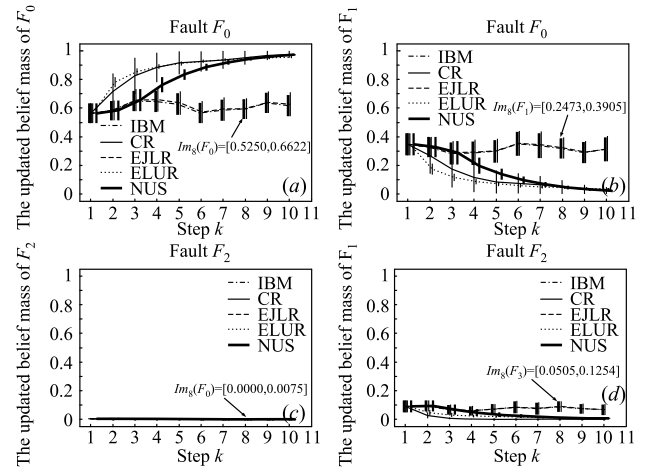 Fault F₀
The updated belief mass of F₀
1
0.8
0.6
0.4
0.2
0
IBM
CR
EJLR
ELUR
NUS
Im₈(F₀)=[0.5250,0.6622]
(a)
1 2 3 4 5 6 7 8 9 10 11
Step k
Fault F₀
The updated belief mass of F₁
1
0.8
0.6
0.4
0.2
0
IBM
CR
EJLR
ELUR
NUS
Im₈(F₁)=[0.2473,0.3905]
(b)
1 2 3 4 5 6 7 8 9 10 11
Step k
Fault F₂
The updated belief mass of F₂
1
0.8
0.6
0.4
0.2
0
IBM
CR
EJLR
ELUR
NUS
Im₈(F₀)=[0.0000,0.0075]
(c)
1 2 3 4 5 6 7 8 9 10 11
Step k
Fault F₂
The updated belief mass of F₁
1
0.8
0.6
0.4
0.2
0
IBM
CR
EJLR
ELUR
NUS
Im₈(F₃)=[0.0505,0.1254]
(d)
1 2 3 4 5 6 7 8 9 10 11
Step k